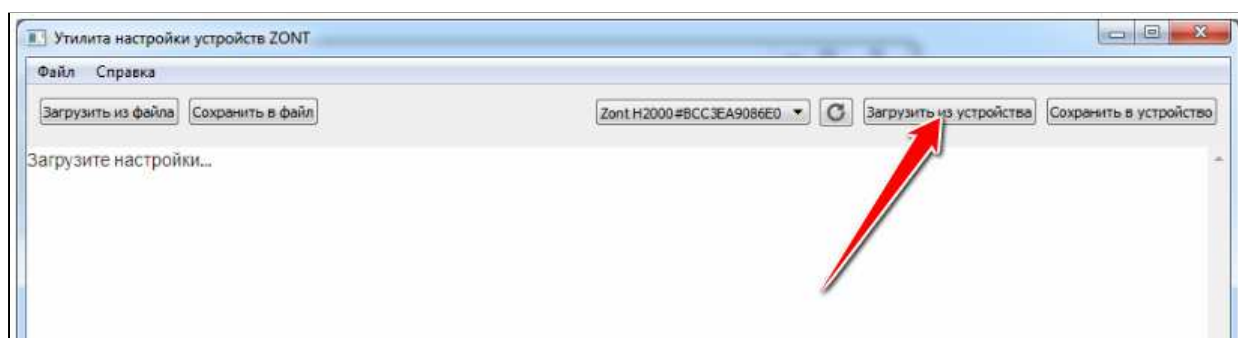 Утилита настройки устройств ZONT
Файл Справка
Загрузить из файла Сохранить в файл Zont H2000#BCC3EA9086E0 Загрузить из устройства Сохранить в устройство
Загрузите настройки...